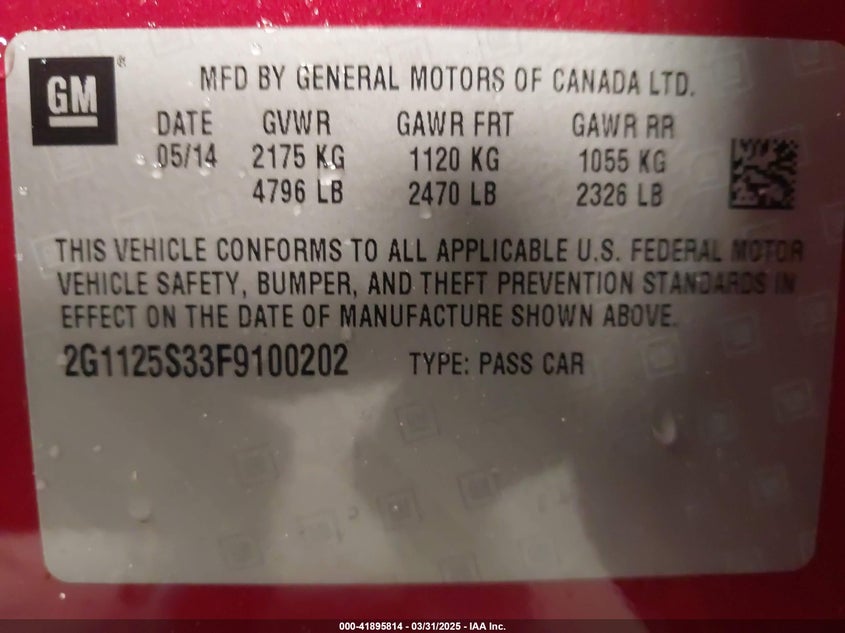 GM
®
MFD BY GENERAL MOTORS OF CANADA LTD.
DATE GVWR GAWR FRT GAWR RR
05/14 2175 KG 1120 KG 1055 KG
4796 LB 2470 LB 2326 LB
THIS VEHICLE CONFORMS TO ALL APPLICABLE U.S. FEDERAL MOTOR
VEHICLE SAFETY, BUMPER, AND THEFT PREVENTION STANDARDS IN
EFFECT ON THE DATE OF MANUFACTURE SHOWN ABOVE.
2G1125S33F9100202 TYPE: PASS CAR
000-41895814 - 03/31/2025 - IAA Inc.